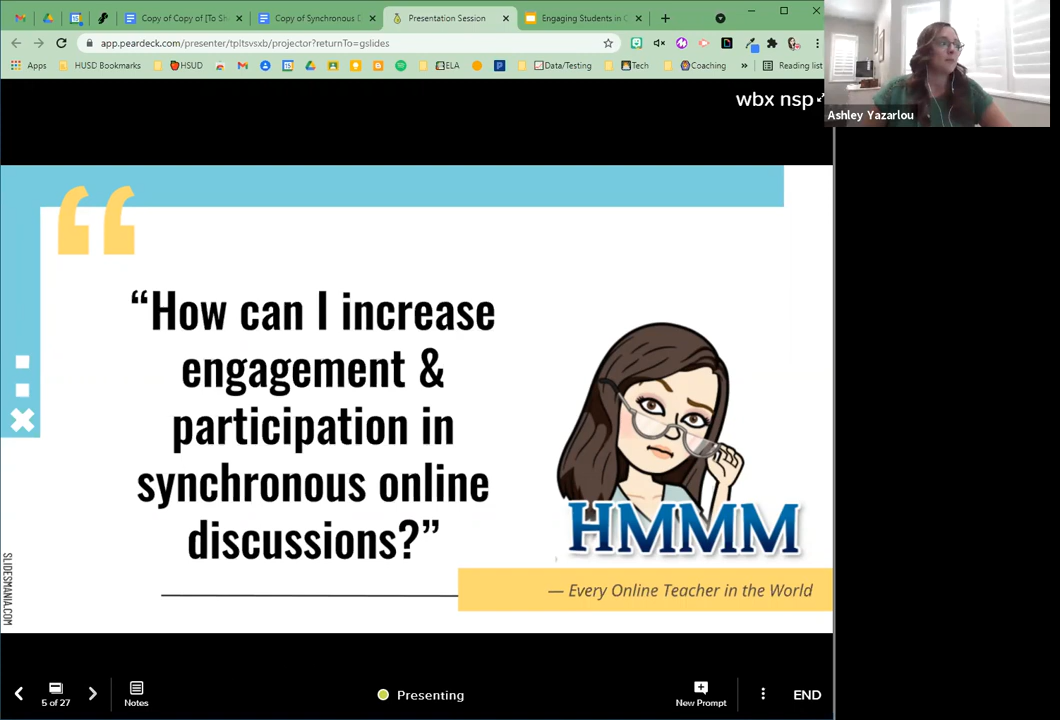 Copy of Copy of [To Sh
Copy of Synchronous D
Presentation Session
Engaging Students in C
app.peardeck.com/presenter/tpltsvsxb/projector?returnTo=gslides
Apps
HUSD Bookmarks
HSUD
ELA
Data/Testing
Tech
Coaching
»
Reading list
wbx nsp
Ashley Yazarlou
“
“How can I increase
engagement &
participation in
synchronous online
discussions?”
HMMM
— Every Online Teacher in the World
SLIDESMANIA.COM
5 of 27
Notes
Presenting
New Prompt
END